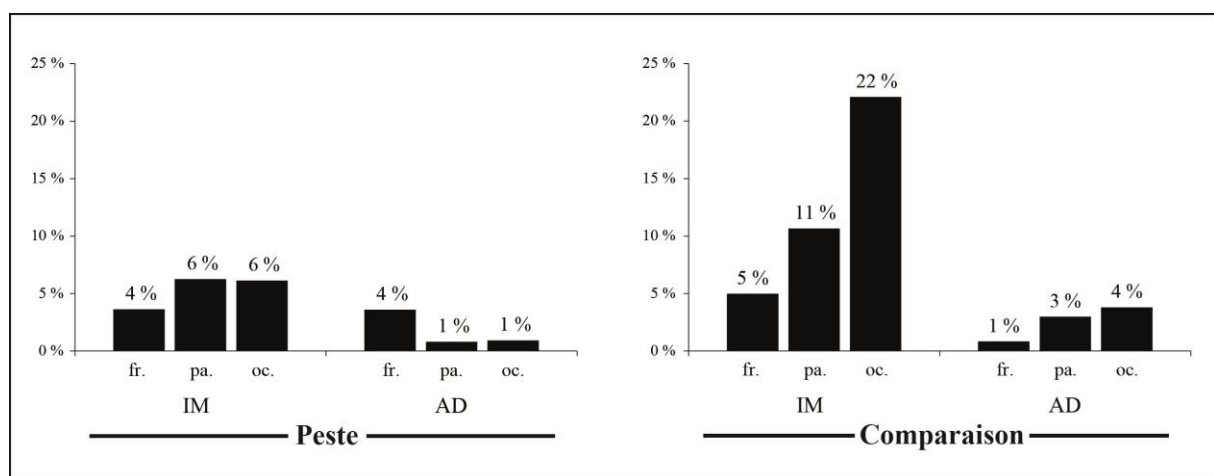 25 %
20 %
15 %
10 %
5 %
0 %
4 %
6 %
6 %
4 %
1 %
1 %
fr.
pa.
oc.
fr.
pa.
oc.
IM
AD
Peste
25 %
20 %
15 %
10 %
5 %
0 %
5 %
11 %
22 %
1 %
3 %
4 %
fr.
pa.
oc.
fr.
pa.
oc.
IM
AD
Comparaison